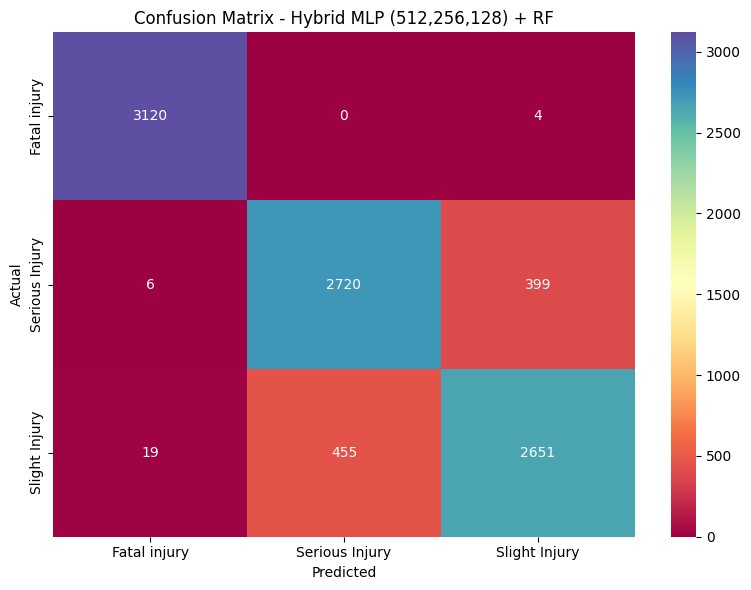 Confusion Matrix - Hybrid MLP (512,256,128) + RF
Actual
Fatal injury
3120
0
4
Serious Injury
6
2720
399
Slight Injury
19
455
2651
Fatal injury
Serious Injury
Slight Injury
Predicted
3000
2500
2000
1500
1000
500
0